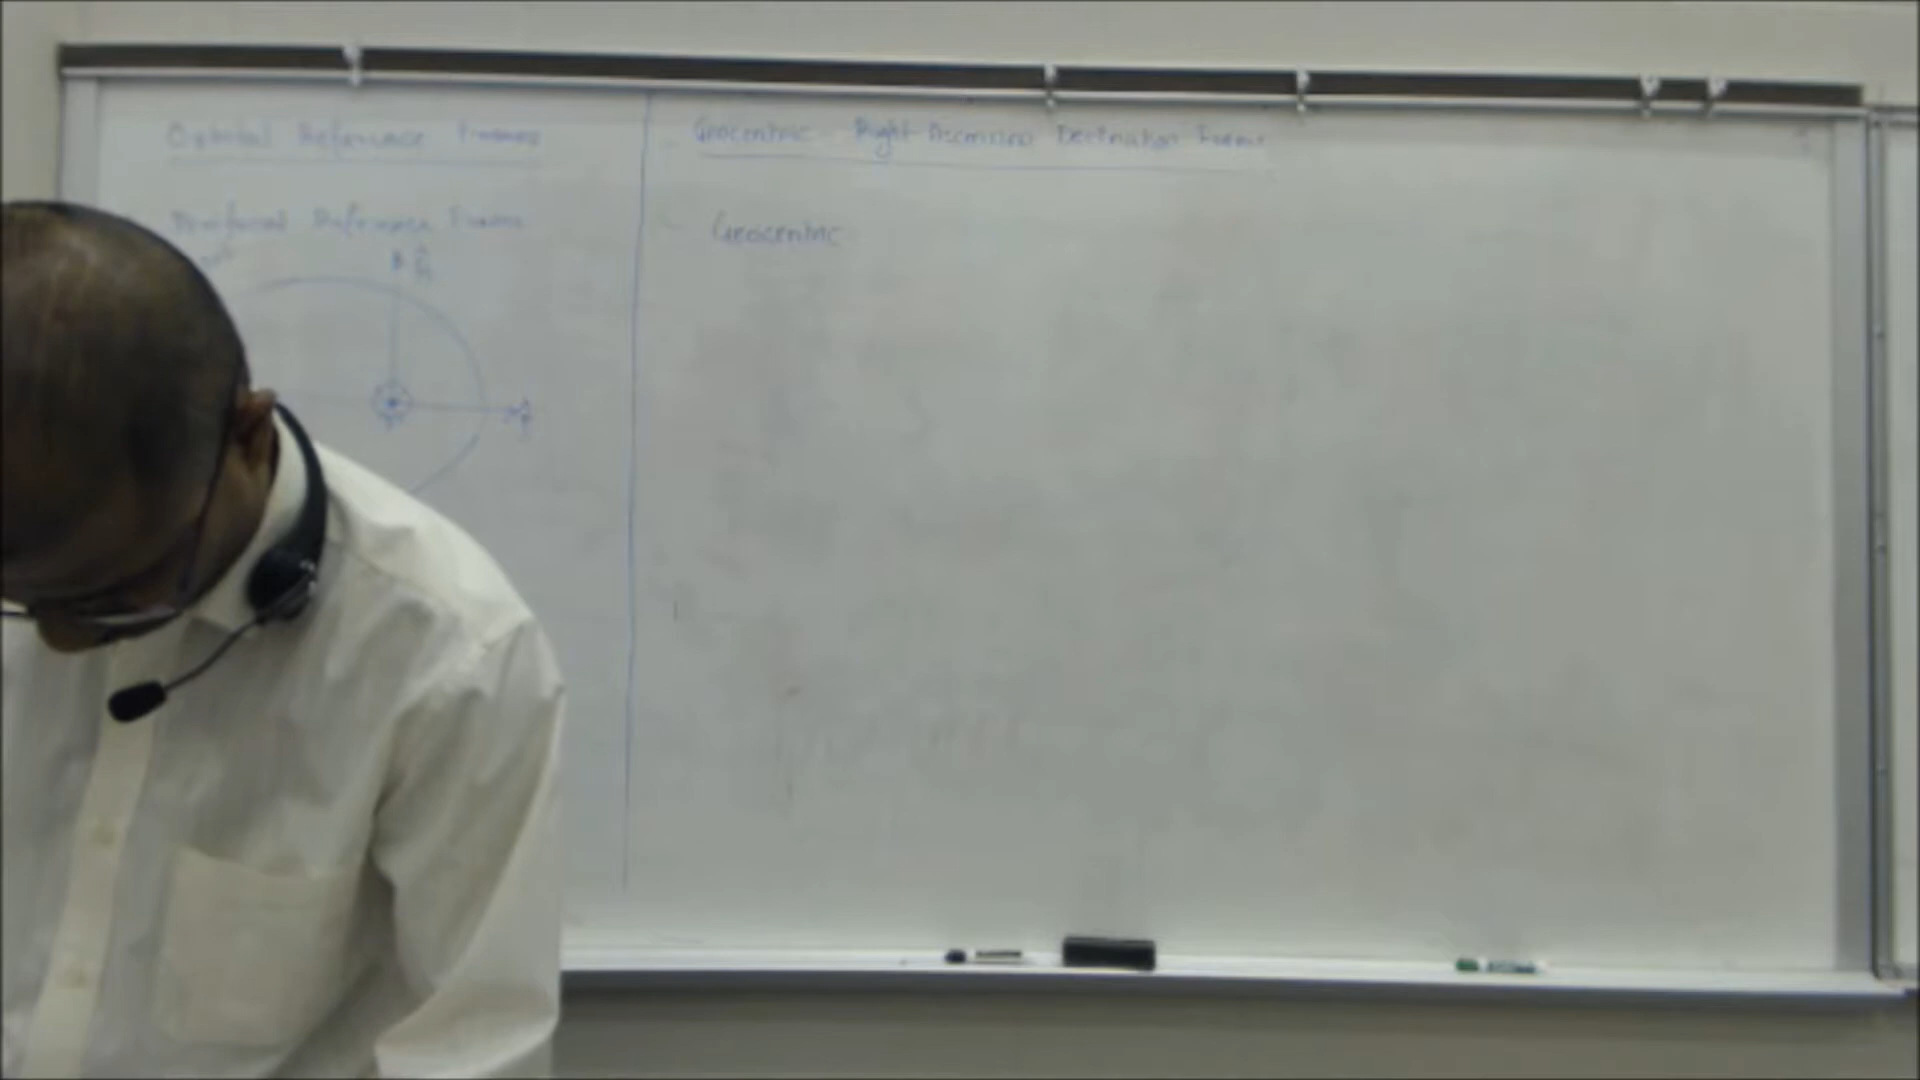 Orbital Reference Frames
Perifocal Reference Frame
Geocentric Right Ascension Declination Frame
Geocentric